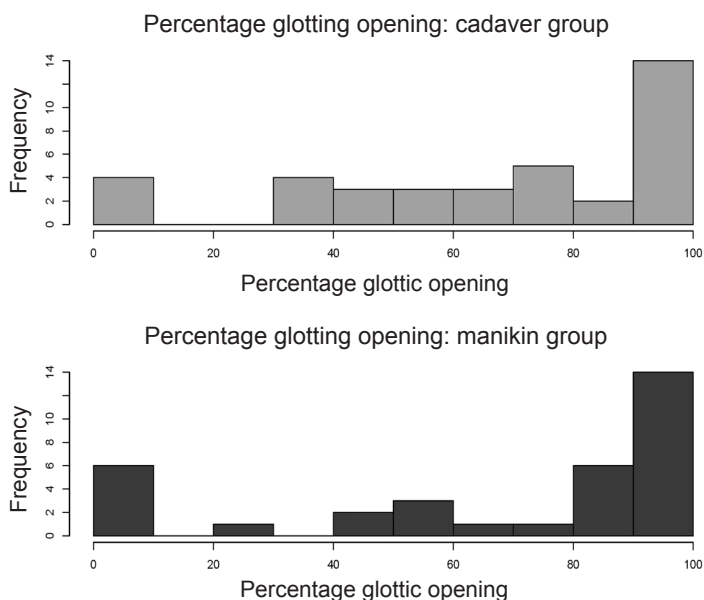 Percentage glotting opening: cadaver group
Frequency
14
10
8
6
4
2
0
0 20 40 60 80 100
Percentage glottic opening
Percentage glotting opening: manikin group
Frequency
14
10
8
6
4
2
0
0 20 40 60 80 100
Percentage glottic opening